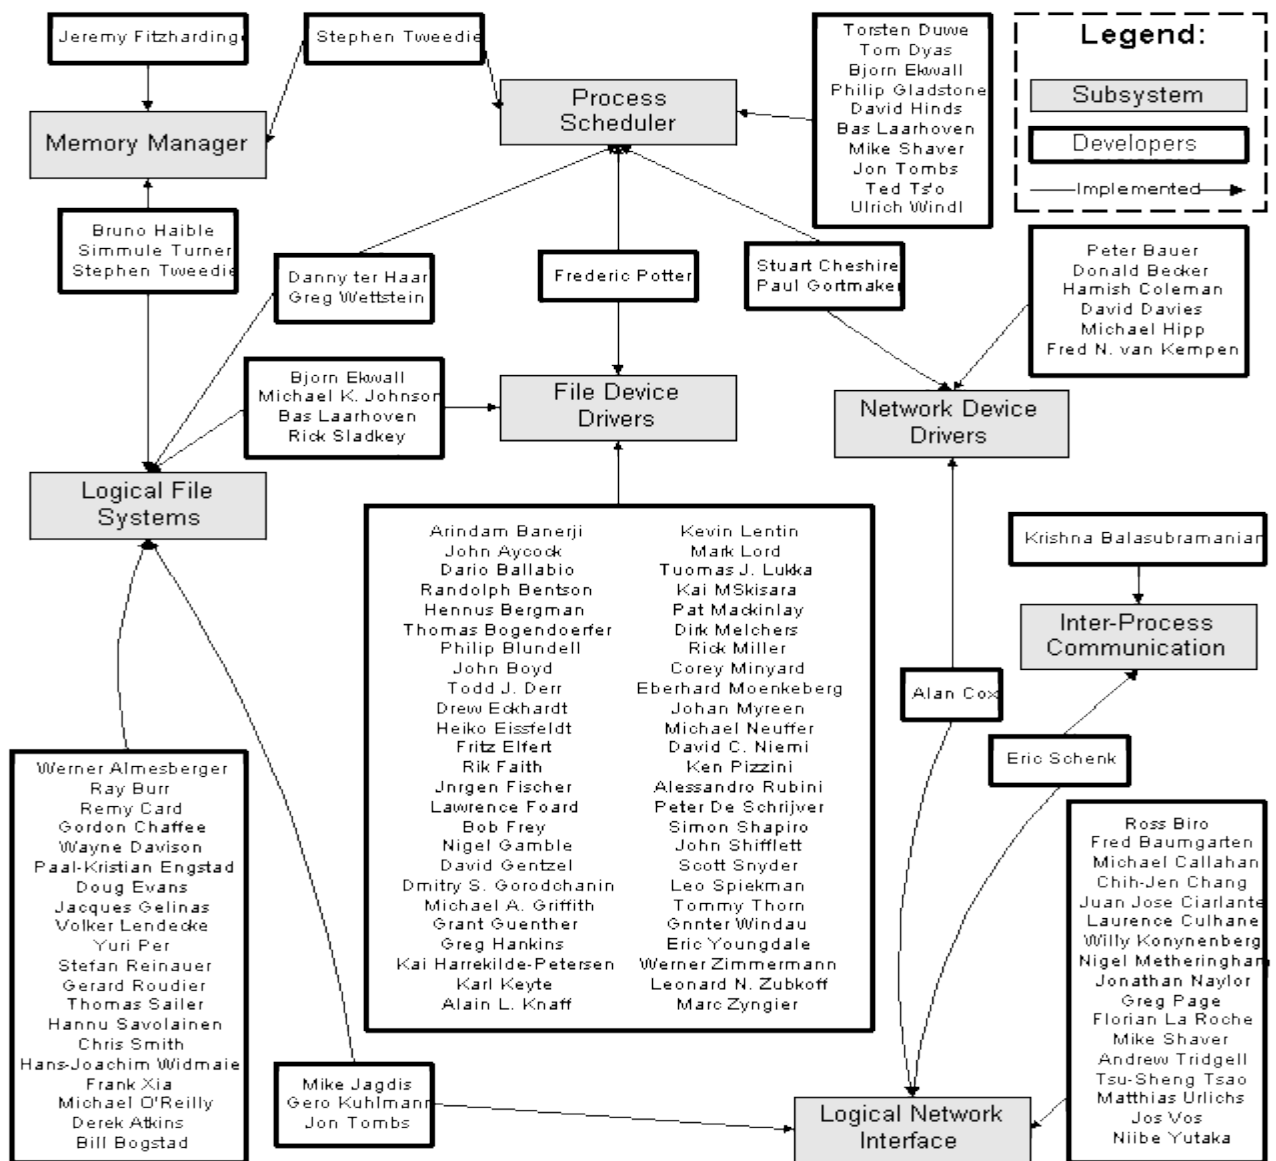 Jeremy Fitzhardinge
Stephen Tweedie
Torsten Duwe
Tom Dyas
Bjorn Ekwall
Philip Gladstone
David Hinds
Bas Laarhoven
Mike Shaver
Jon Tombs
Ted Ts'o
Ulrich Windl
Legend:
Subsystem
Developers
Implemented
Process
Scheduler
Memory Manager
Bruno Haible
Simmule Turner
Stephen Tweedie
Danny ter Haar
Greg Wettstein
Frederic Potter
Stuart Cheshire
Paul Gortmaker
Peter Bauer
Donald Becker
Hamish Coleman
David Davies
Michael Hipp
Fred N. van Kempen
Bjorn Ekwall
Michael K. Johnson
Bas Laarhoven
Rick Sladkey
File Device
Drivers
Network Device
Drivers
Logical File
Systems
Arindam Banerji
John Aycock
Dario Ballabio
Randolph Bentson
Hennus Bergman
Thomas Bogendoerfer
Philip Blundell
John Boyd
Todd J. Derr
Drew Eckhardt
Heiko Eissfeldt
Fritz Elfert
Rik Faith
Jnrgen Fischer
Lawrence Foard
Bob Frey
Nigel Gamble
David Gentzel
Dmitry S. Gorodchanin
Michael A. Griffith
Grant Guenther
Greg Hankins
Kai Harrekilde-Petersen
Karl Keyte
Alain L. Knaff
Kevin Lentin
Mark Lord
Tuomas J. Lukka
Kai MSkisara
Pat Mackinlay
Dirk Melchers
Rick Miller
Corey Minyard
Eberhard Moenkeberg
Johan Myreen
Michael Neuffer
David C. Niemi
Ken Pizzini
Alessandro Rubini
Peter De Schrijver
Simon Shapiro
John Shifflett
Scott Snyder
Leo Spiekman
Tommy Thorn
Gnnter Windau
Eric Youngdale
Werner Zimmermann
Leonard N. Zubkoff
Marc Zyngier
Krishna Balasubramanian
Inter-Process
Communication
Alan Cox
Eric Schenk
Werner Almesberger
Ray Burr
Remy Card
Gordon Chaffee
Wayne Davison
Paal-Kristian Engstad
Doug Evans
Jacques Gelinas
Volker Lendecke
Yuri Per
Stefan Reinauer
Gerard Roudier
Thomas Sailer
Hannu Savolainen
Chris Smith
Hans-Joachim Widmaie
Frank Xia
Michael O'Reilly
Derek Atkins
Bill Bogstad
Mike Jagdis
Gero Kuhlmann
Jon Tombs
Logical Network
Interface
Ross Biro
Fred Baumgarten
Michael Callahan
Chih-Jen Chang
Juan Jose Ciarlante
Laurence Culhane
Willy Konynenberg
Nigel Metheringham
Jonathan Naylor
Greg Page
Florian La Roche
Mike Shaver
Andrew Tridgell
Tsu-Sheng Tsao
Matthias Urlichs
Jos Vos
Niibe Yutaka